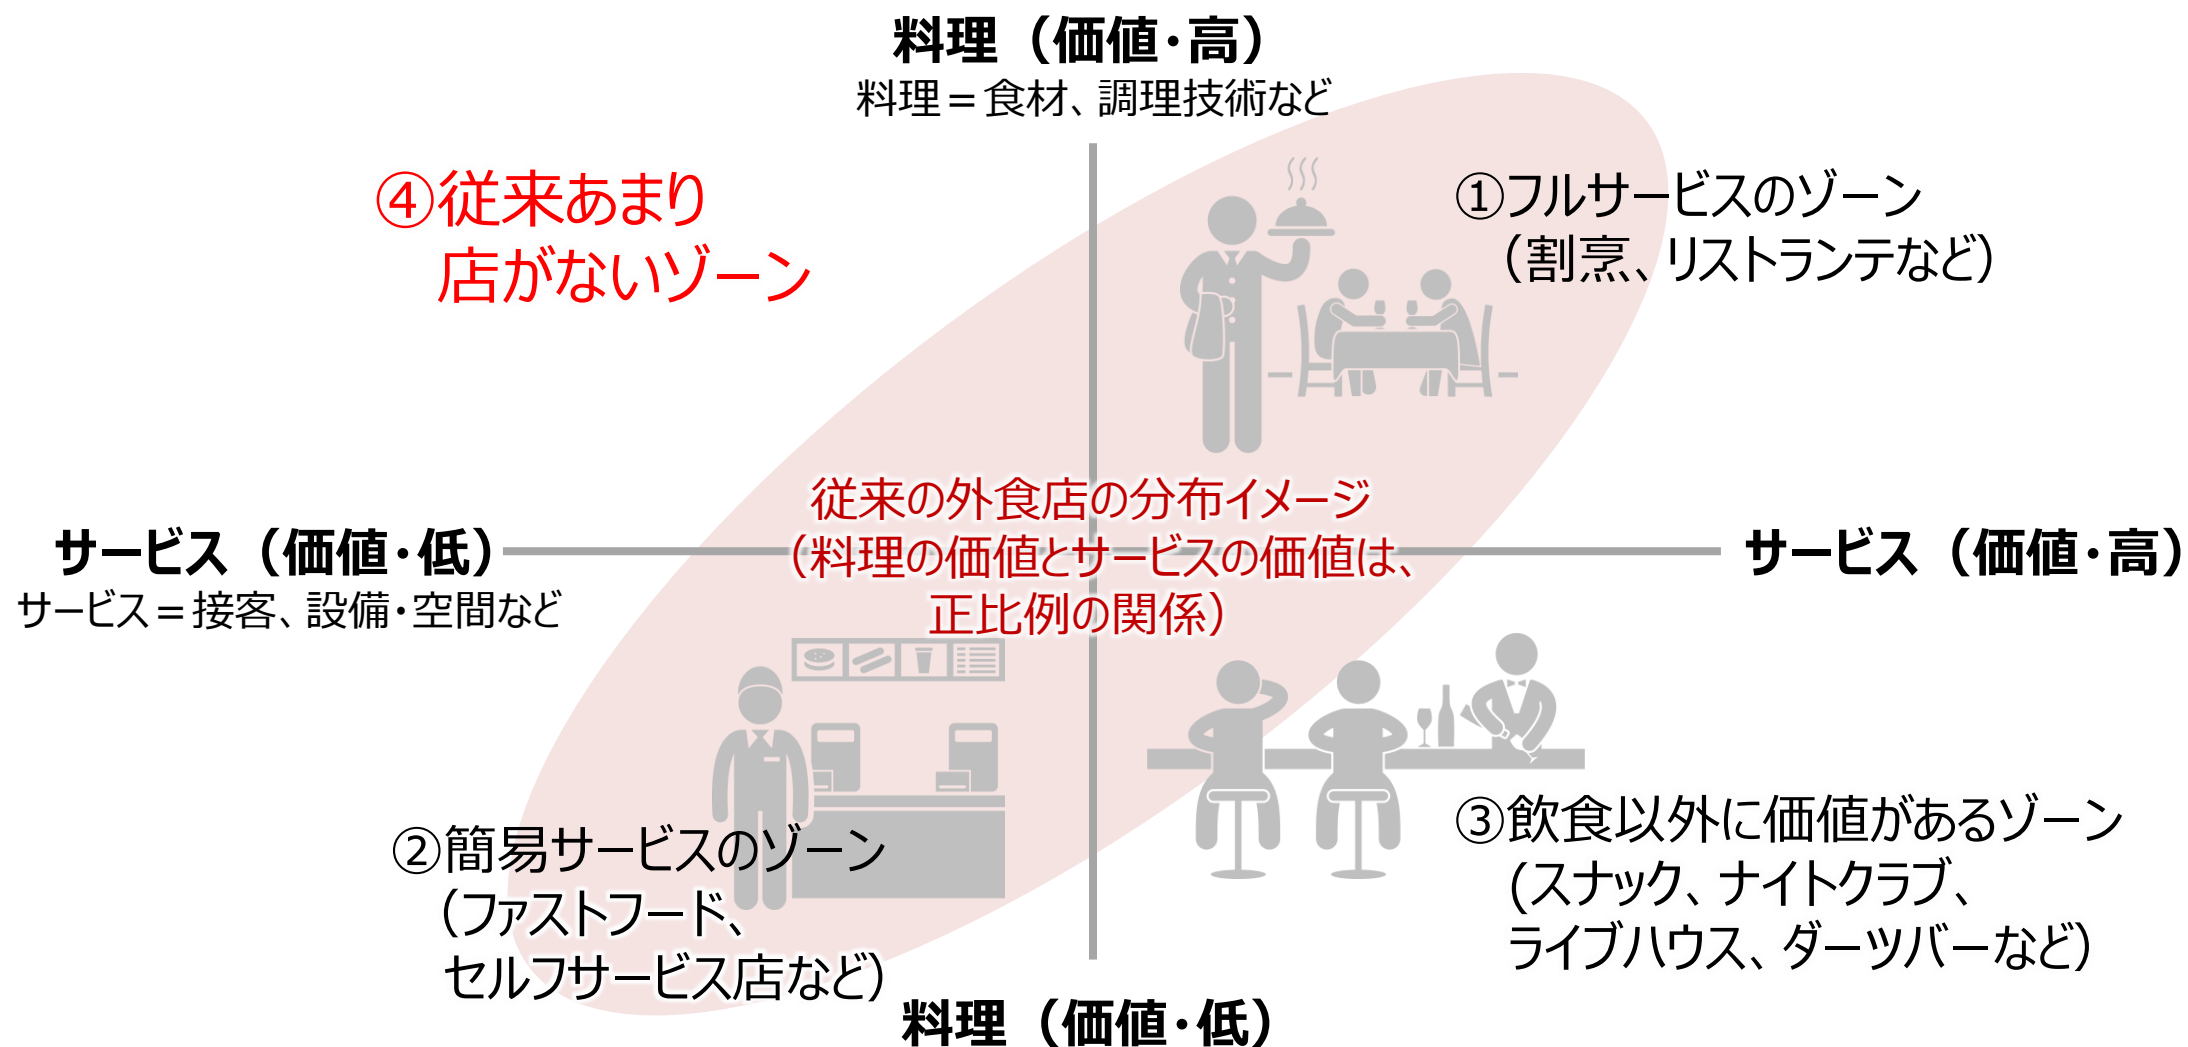 料理（価値・高）
料理＝食材、調理技術など
④従来あまり
店がないゾーン
①フルサービスのゾーン
（割烹、リストランテなど）
従来の外食店の分布イメージ
（料理の価値とサービスの価値は、
正比例の関係）
サービス（価値・低）
サービス＝接客、設備・空間など
サービス（価値・高）
②簡易サービスのゾーン
（ファストフード、
セルフサービス店など）
③飲食以外に価値があるゾーン
(スナック、ナイトクラブ、
ライブハウス、ダーツバーなど）
料理（価値・低）